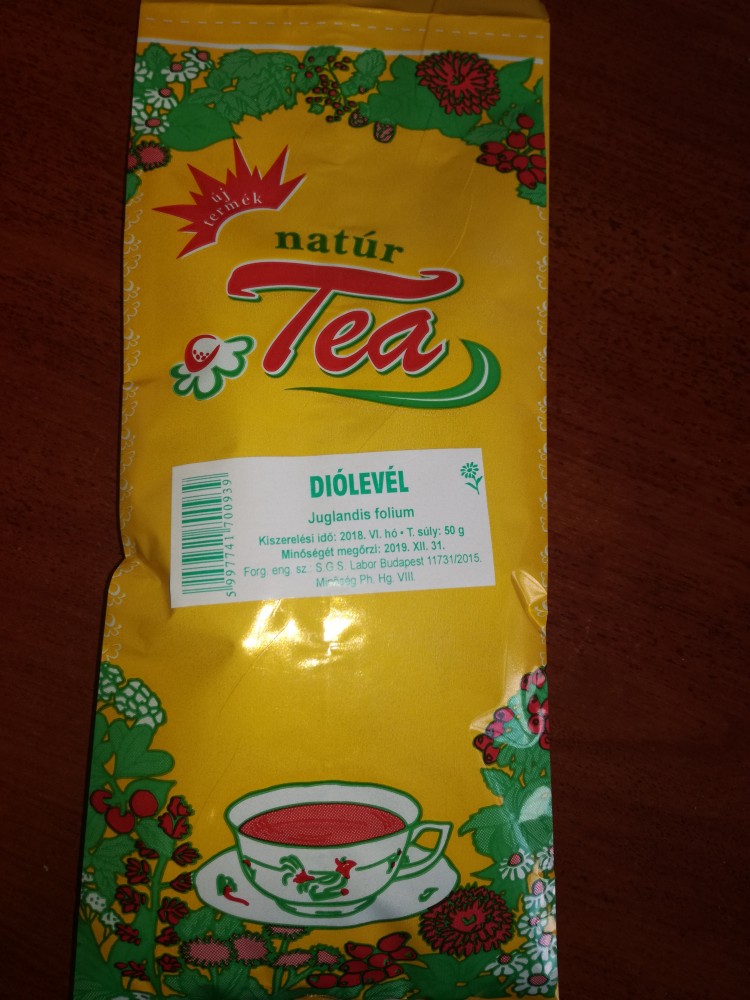 új
termék
natúr
Tea
DIÓLEVÉL
Juglandis folium
Kiszerelési idő: 2018. VI. hó • T. súly: 50 g
Minőségét megőrzi: 2019. XII. 31.
Forg. eng. sz.: S.G.S. Labor Budapest 11731/2015.
Minőség Ph. Hg. VIII.
5997741700939